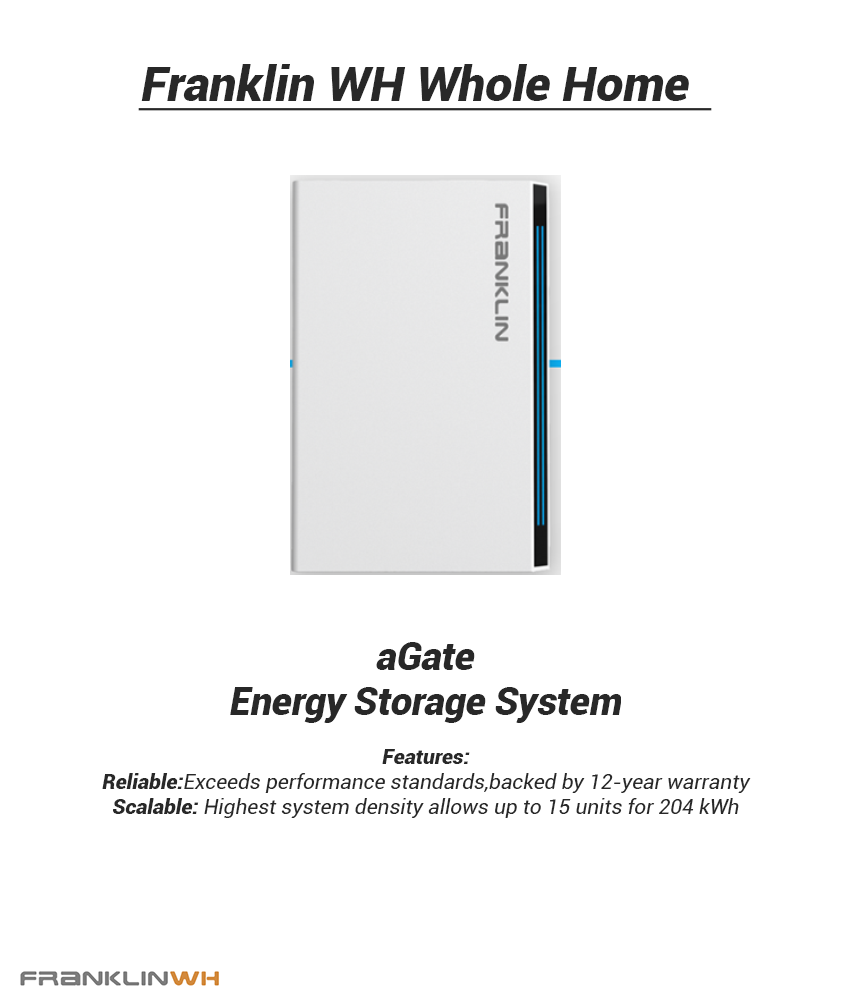 Franklin WH Whole Home
FRANKLIN
aGate
Energy Storage System
Features:
Reliable:Exceeds performance standards,backed by 12-year warranty
Scalable: Highest system density allows up to 15 units for 204 kWh
FRANKLINWH